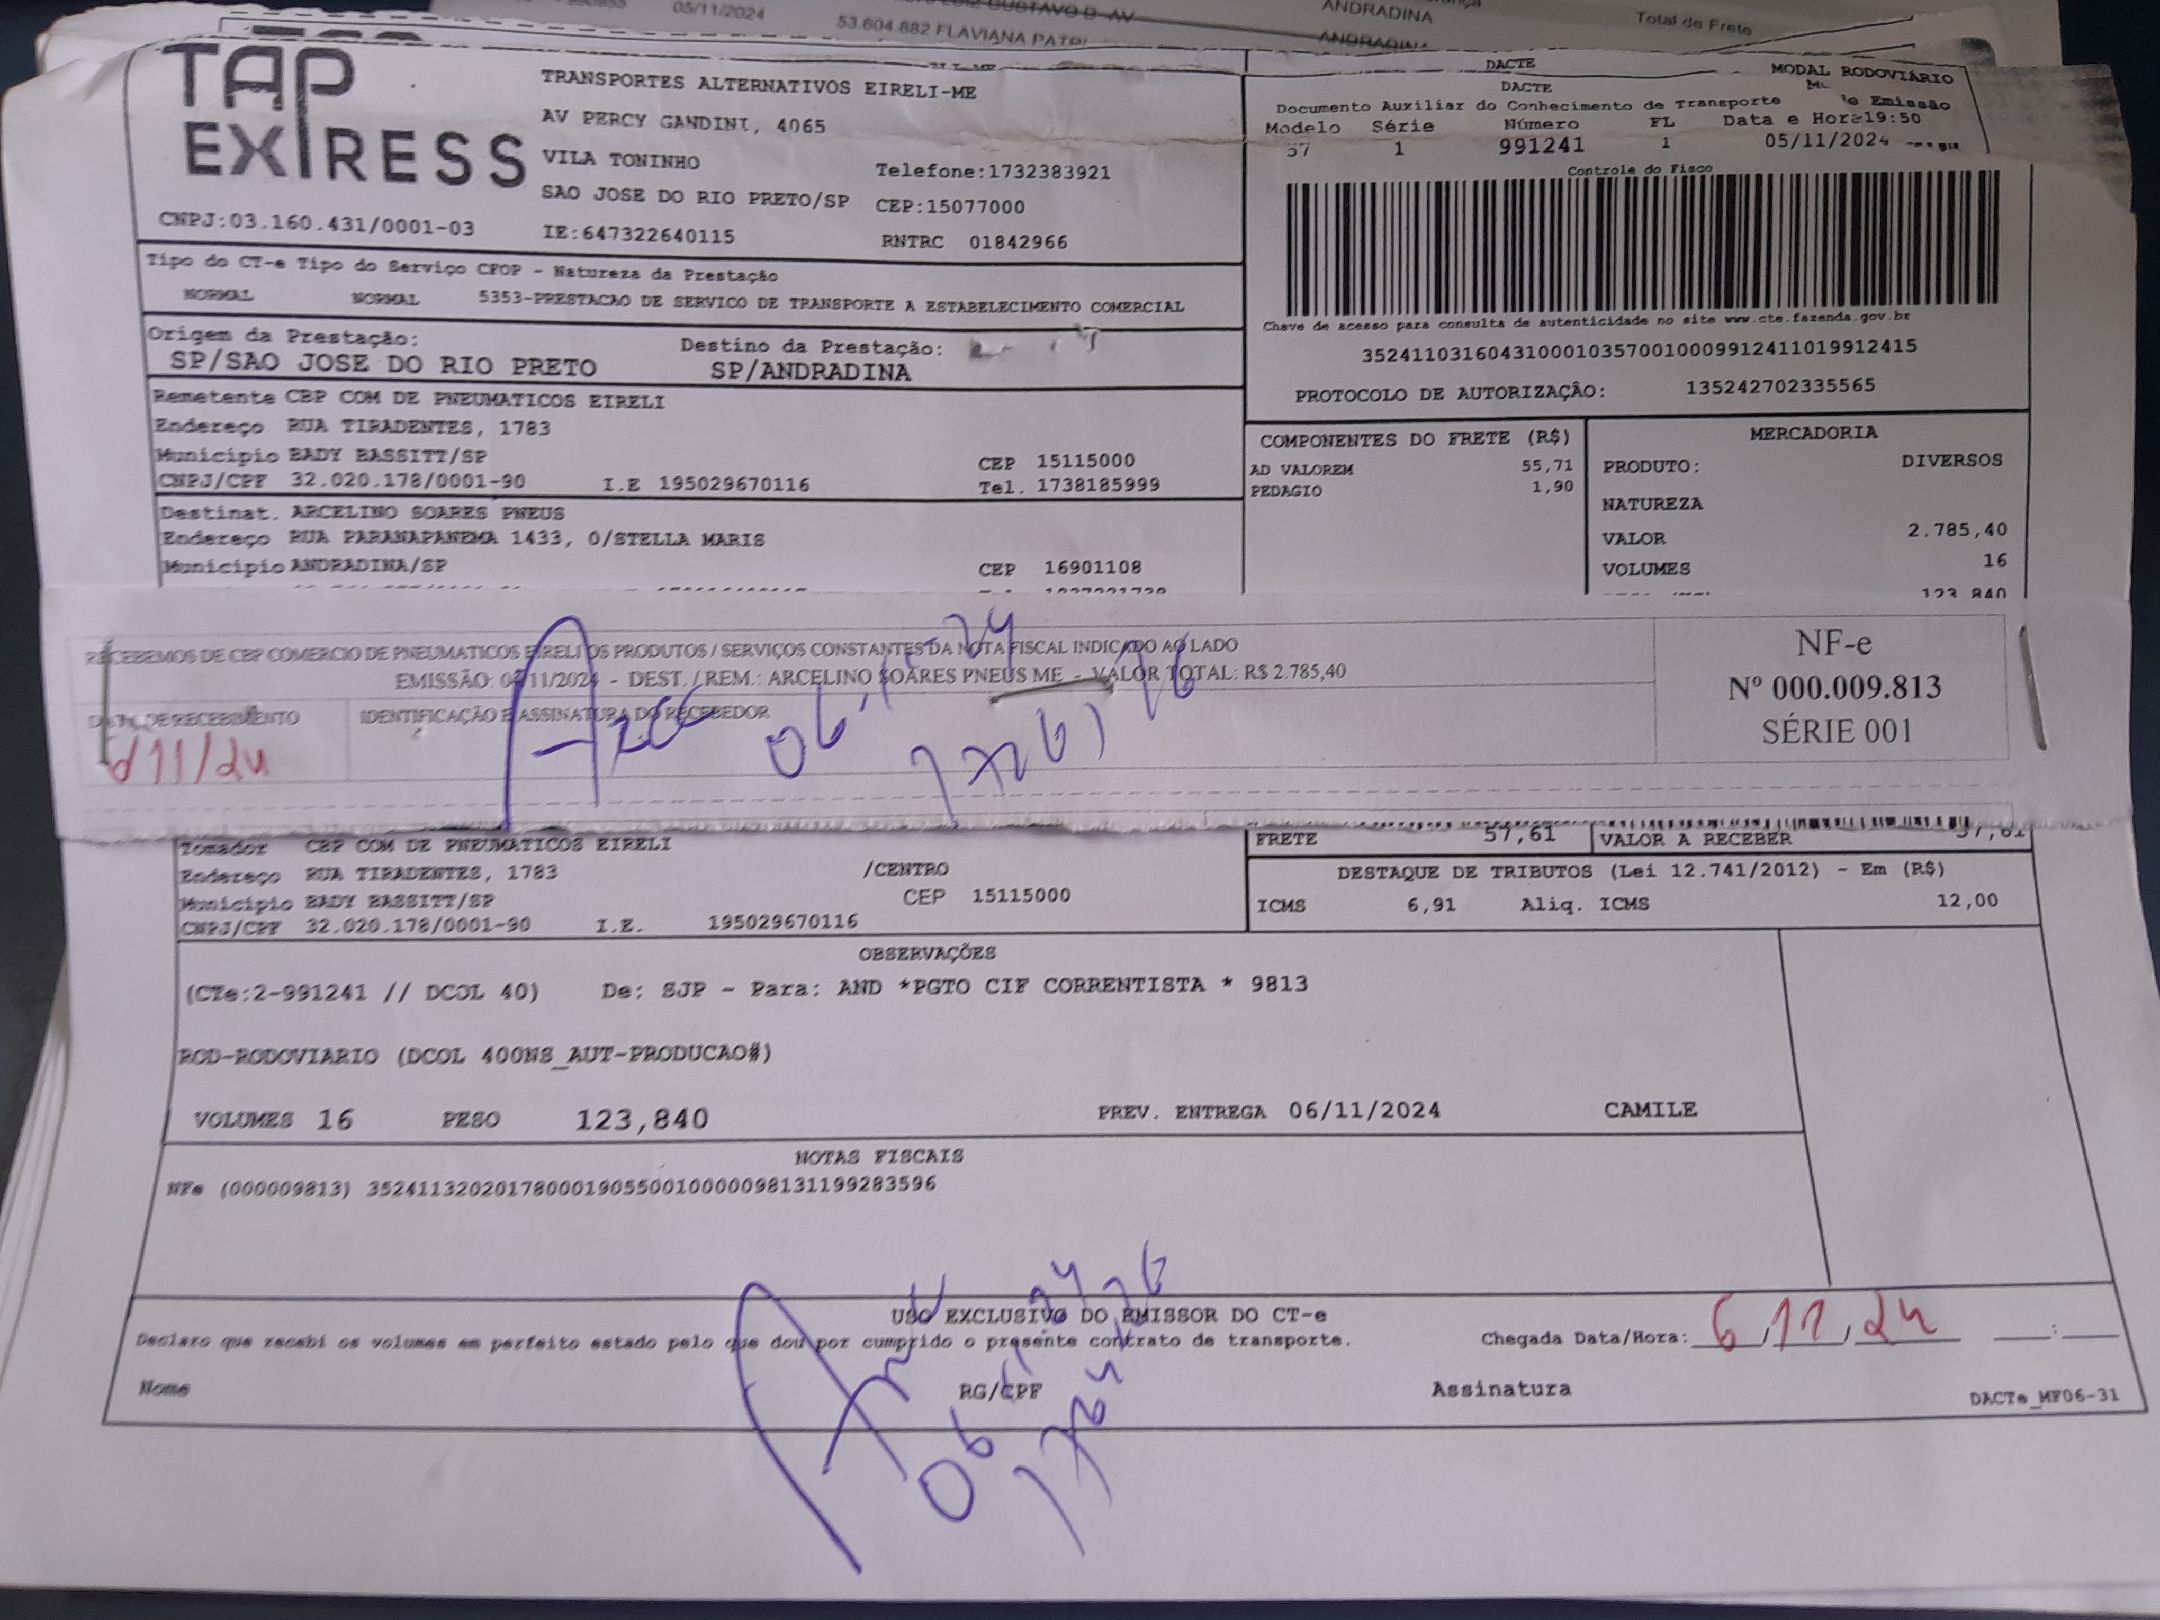 05/11/2024
ANDRADINA
Total de Frete
53.604.882 FLAVIANA PATRI
ANDRADINA
TAP EXPRESS
TRANSPORTES ALTERNATIVOS EIRELI-ME
AV PERCY GANDINI, 4065
VILA TONINHO
Telefone:1732383921
SAO JOSE DO RIO PRETO/SP CEP:15077000
CNPJ:03.160.431/0001-03 IE:647322640115 RNTRC 01842966
DACTE
DACTE MODAL RODOVIÁRIO
Documento Auxiliar do Conhecimento de Transporte
Modelo Série Número FL Data e Hora 19:50
57 1 991241 1 05/11/2024
Controle do Fisco
Chave de acesso para consulta de autenticidade no site www.cte.fazenda.gov.br
35241103160431000103570010009912411019912415
PROTOCOLO DE AUTORIZAÇÂO: 135242702335565
Tipo do CT-e Tipo do Serviço CFOP - Natureza da Prestação
NORMAL NORMAL 5353-PRESTACAO DE SERVICO DE TRANSPORTE A ESTABELECIMENTO COMERCIAL
Origem da Prestação: Destino da Prestação:
SP/SAO JOSE DO RIO PRETO SP/ANDRADINA
Remetente CBP COM DE PNEUMATICOS EIRELI
Endereço RUA TIRADENTES, 1783
Município BADY BASSITT/SP CEP 15115000
CNPJ/CPF 32.020.178/0001-90 I.E 195029670116 Tel. 1738185999
Destinat. ARCELINO SOARES PNEUS
Endereço RUA PARANAPANEMA 1433, 0/STELLA MARIS
Município ANDRADINA/SP CEP 16901108
COMPONENTES DO FRETE (R$)
AD VALOREM 55,71
PEDAGIO 1,90
MERCADORIA
PRODUTO: DIVERSOS
NATUREZA
VALOR 2.785,40
VOLUMES 16
123,840
RECEBEMOS DE CBP COMERCIO DE PNEUMATICOS EIRELI OS PRODUTOS / SERVIÇOS CONSTANTES DA NOTA FISCAL INDICADO AO LADO
EMISSÃO: 11/2024 - DEST. / REM.: ARCELINO SOARES PNEUS ME - VALOR TOTAL: R$ 2.785,40
DATA DE RECEBIMENTO IDENTIFICAÇÃO E ASSINATURA DO RECEBEDOR
6/11/24
NF-e
Nº 000.009.813
SÉRIE 001
Tomador CBP COM DE PNEUMATICOS EIRELI
Endereço RUA TIRADENTES, 1783 /CENTRO
Município BADY BASSITT/SP CEP 15115000
CNPJ/CPF 32.020.178/0001-90 I.E. 195029670116
FRETE 57,61 VALOR A RECEBER 57,61
DESTAQUE DE TRIBUTOS (Lei 12.741/2012) - Em (R$)
ICMS 6,91 Aliq. ICMS 12,00
OBSERVAÇÕES
(CTe:2-991241 // DCOL 40) De: SJP - Para: AND *PGTO CIF CORRENTISTA * 9813
ROD-RODOVIARIO (DCOL 400NS_AUT-PRODUCAO#)
VOLUMES 16 PESO 123,840 PREV. ENTREGA 06/11/2024 CAMILE
NOTAS FISCAIS
NFe (000009813) 35241132020178000190550010000098131199283596
USO EXCLUSIVO DO EMISSOR DO CT-e
Declaro que recebi os volumes em perfeito estado pelo que dou por cumprido o presente contrato de transporte.
Chegada Data/Hora: 6/11/24 :
Nome RG/CPF Assinatura
DACTe_MF06-31